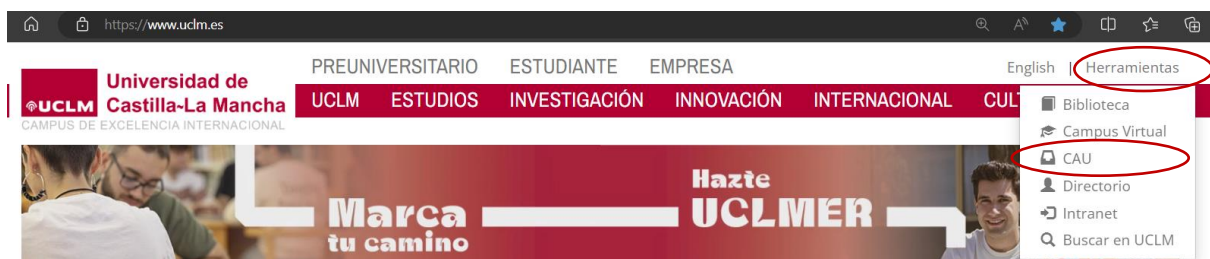 https://www.uclm.es
PREUNIVERSITARIO ESTUDIANTE EMPRESA
English | Herramientas
Universidad de
Castilla~La Mancha
UCLM
CAMPUS DE EXCELENCIA INTERNACIONAL
UCLM ESTUDIOS INVESTIGACIÓN INNOVACIÓN INTERNACIONAL
Biblioteca
Campus Virtual
CAU
Directorio
Intranet
Buscar en UCLM
Marca
tu camino
Hazte
UCLMER